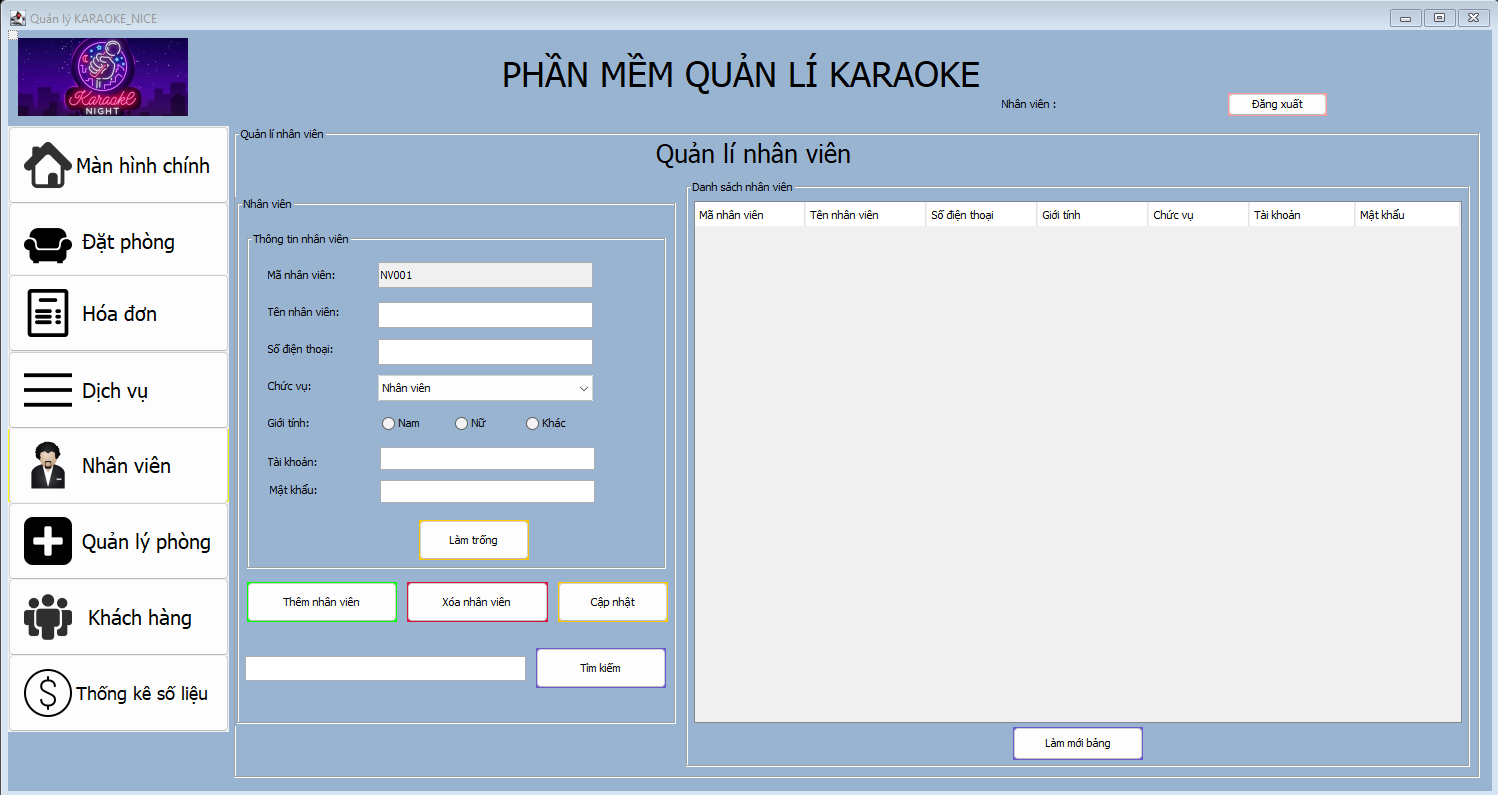 Quản lý KARAOKE_NICE
Karaoke
NIGHT
PHẦN MỀM QUẢN LÍ KARAOKE
Nhân viên :
Đăng xuất
Màn hình chính
Đặt phòng
Hóa đơn
Dịch vụ
Nhân viên
Quản lý phòng
Khách hàng
Thống kê số liệu
Quản lí nhân viên
Quản lí nhân viên
Nhân viên
Thông tin nhân viên
Mã nhân viên: NV001
Tên nhân viên:
Số điện thoại:
Chức vụ: Nhân viên
Giới tính: Nam Nữ Khác
Tài khoản:
Mật khẩu:
Làm trống
Thêm nhân viên Xóa nhân viên Cập nhật
Tìm kiếm
Danh sách nhân viên
Mã nhân viên Tên nhân viên Số điện thoại Giới tính Chức vụ Tài khoản Mật khẩu
Làm mới bảng